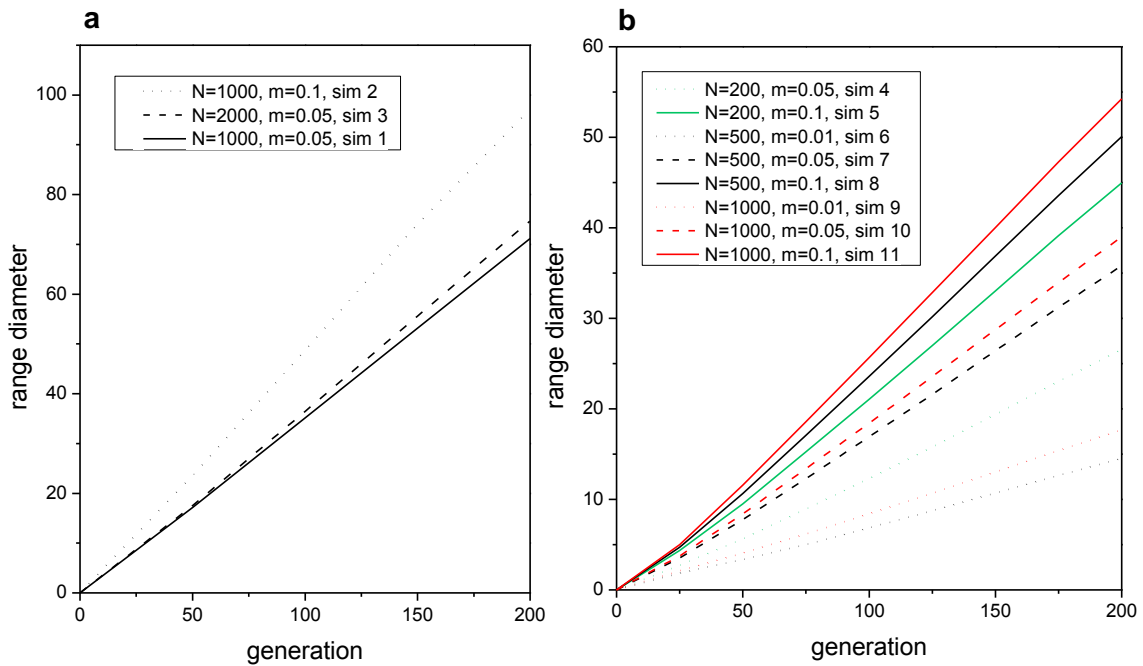 a
N=1000, m=0.1, sim 2
N=2000, m=0.05, sim 3
N=1000, m=0.05, sim 1
100
80
60
40
20
0
range diameter
0 50 100 150 200
generation
b
N=200, m=0.05, sim 4
N=200, m=0.1, sim 5
N=500, m=0.01, sim 6
N=500, m=0.05, sim 7
N=500, m=0.1, sim 8
N=1000, m=0.01, sim 9
N=1000, m=0.05, sim 10
N=1000, m=0.1, sim 11
60
50
40
30
20
10
0
range diameter
0 50 100 150 200
generation